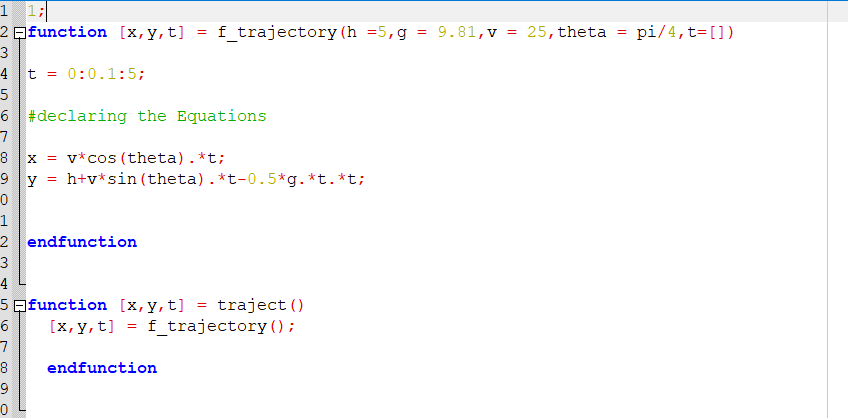 1 1;
2 function [x,y,t] = f_trajectory(h =5,g = 9.81,v = 25,theta = pi/4,t=[])
3
4 t = 0:0.1:5;
5
6 #declaring the Equations
7
8 x = v*cos(theta).*t;
9 y = h+v*sin(theta).*t-0.5*g.*t.*t;
0
1
2 endfunction
3
4
5 function [x,y,t] = traject()
6 [x,y,t] = f_trajectory();
7
8 endfunction
9
0